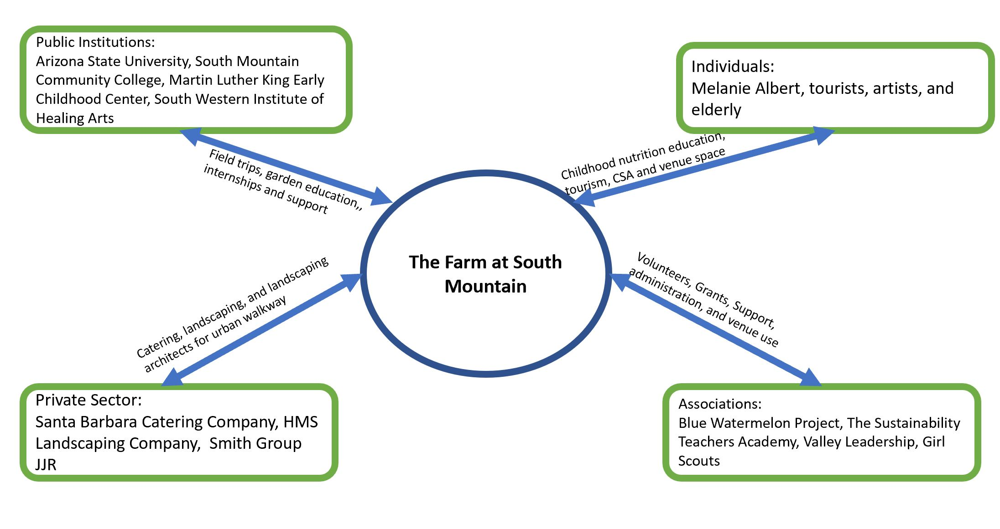 Public Institutions:
Arizona State University, South Mountain
Community College, Martin Luther King Early
Childhood Center, South Western Institute of
Healing Arts
Individuals:
Melanie Albert, tourists, artists, and
elderly
Field trips, garden education,,
internships and support
Childhood nutrition education,
tourism, CSA and venue space
The Farm at South
Mountain
Catering, landscaping, and landscaping
architects for urban walkway
Volunteers, Grants, Support,
administration, and venue use
Private Sector:
Santa Barbara Catering Company, HMS
Landscaping Company,  Smith Group
JJR
Associations:
Blue Watermelon Project, The Sustainability
Teachers Academy, Valley Leadership, Girl
Scouts